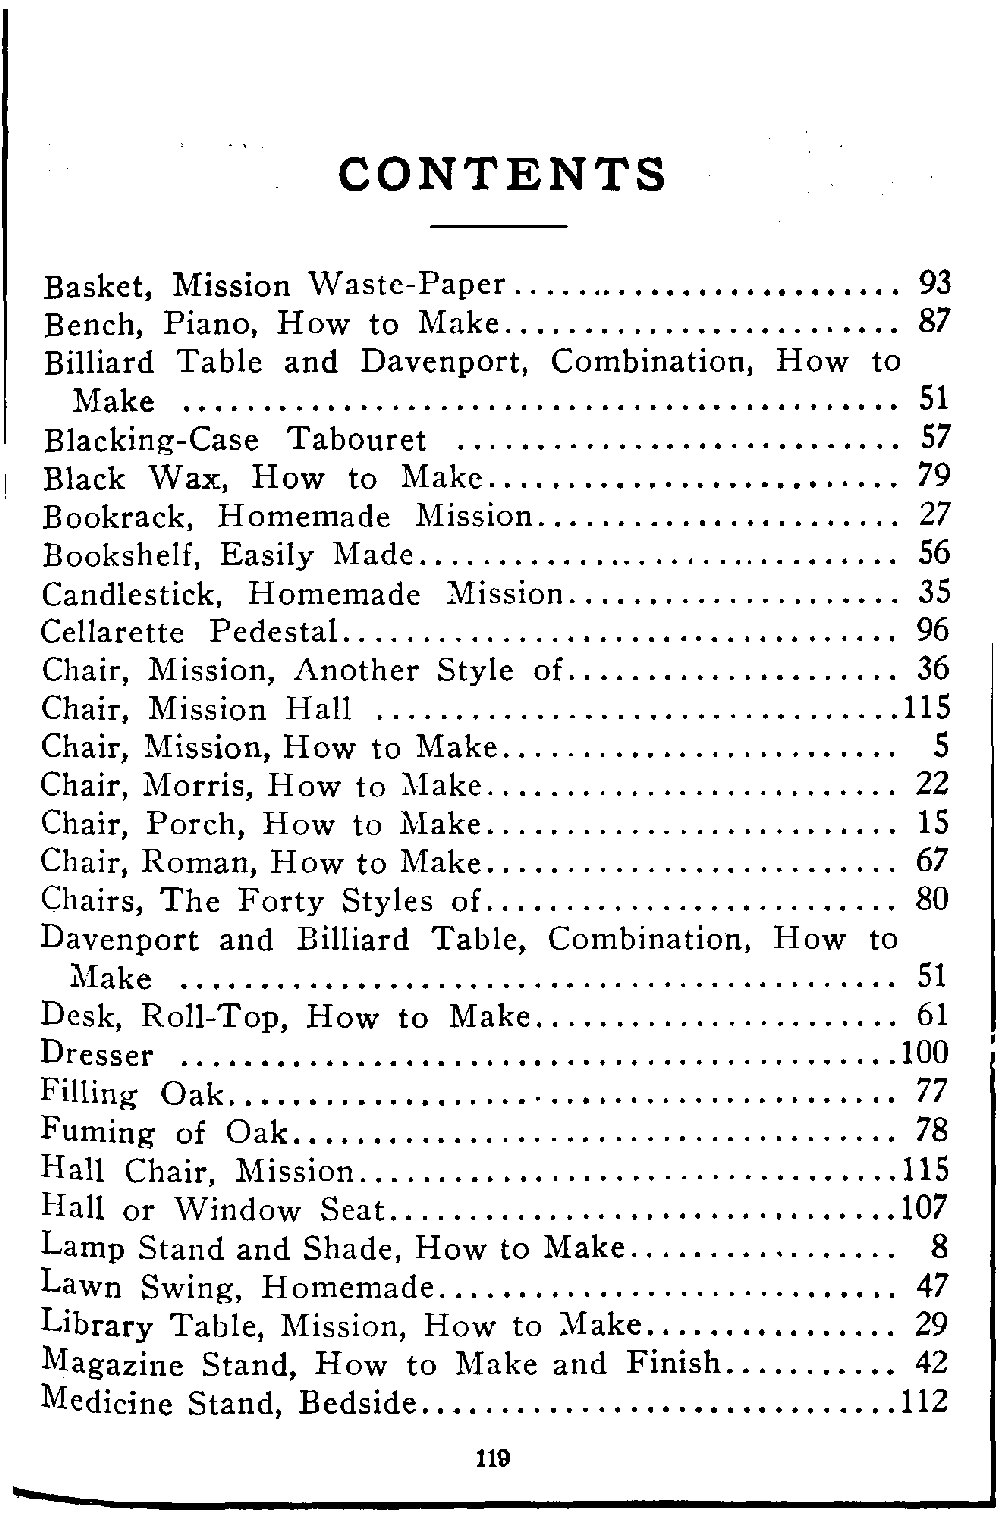 CONTENTS
Basket, Mission Waste-Paper........................ 93
Bench, Piano, How to Make......................... 87
Billiard Table and Davenport, Combination, How to
Make ............................................. 51
Blacking-Case Tabouret ............................ 57
Black Wax, How to Make.......................... 79
Bookrack, Homemade Mission....................... 27
Bookshelf, Easily Made.............................. 56
Candlestick, Homemade Mission..................... 35
Cellarette Pedestal................................... 96
Chair, Mission, Another Style of..................... 36
Chair, Mission Hall .................................115
Chair, Mission, How to Make......................... 5
Chair, Morris, How to Make.......................... 22
Chair, Porch, How to Make.......................... 15
Chair, Roman, How to Make.......................... 67
Chairs, The Forty Styles of.......................... 80
Davenport and Billiard Table, Combination, How to
Make ............................................. 51
Desk, Roll-Top, How to Make....................... 61
Dresser .............................................100
Filling Oak.......................................... 77
Fuming of Oak...................................... 78
Hall Chair, Mission..................................115
Hall or Window Seat................................107
Lamp Stand and Shade, How to Make................. 8
Lawn Swing, Homemade............................. 47
Library Table, Mission, How to Make................ 29
Magazine Stand, How to Make and Finish........... 42
Medicine Stand, Bedside..............................112
119